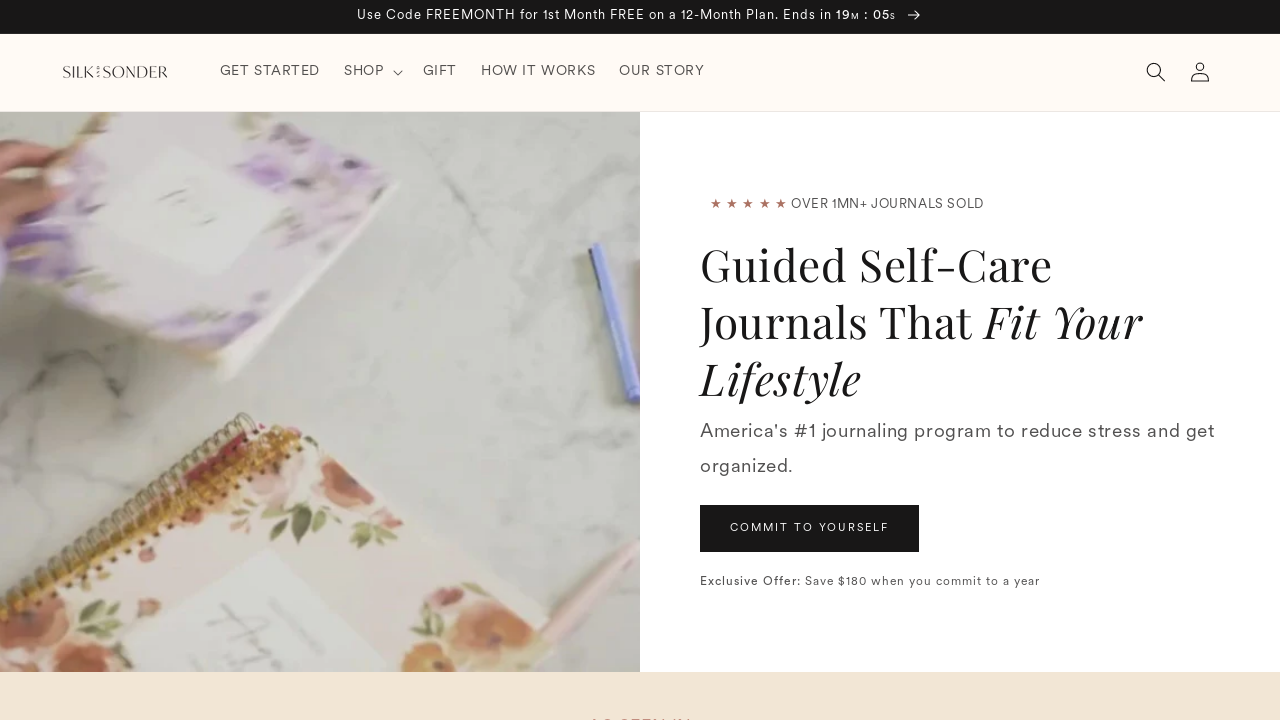 Use Code FREEMONTH for 1st Month FREE on a 12-Month Plan. Ends in 19M : 05S →
SILK AND SONDER
GET STARTED
SHOP
GIFT
HOW IT WORKS
OUR STORY
★ ★ ★ ★ ★ OVER 1MN+ JOURNALS SOLD
Guided Self-Care
Journals That Fit Your
Lifestyle
America's #1 journaling program to reduce stress and get
organized.
COMMIT TO YOURSELF
Exclusive Offer: Save $180 when you commit to a year